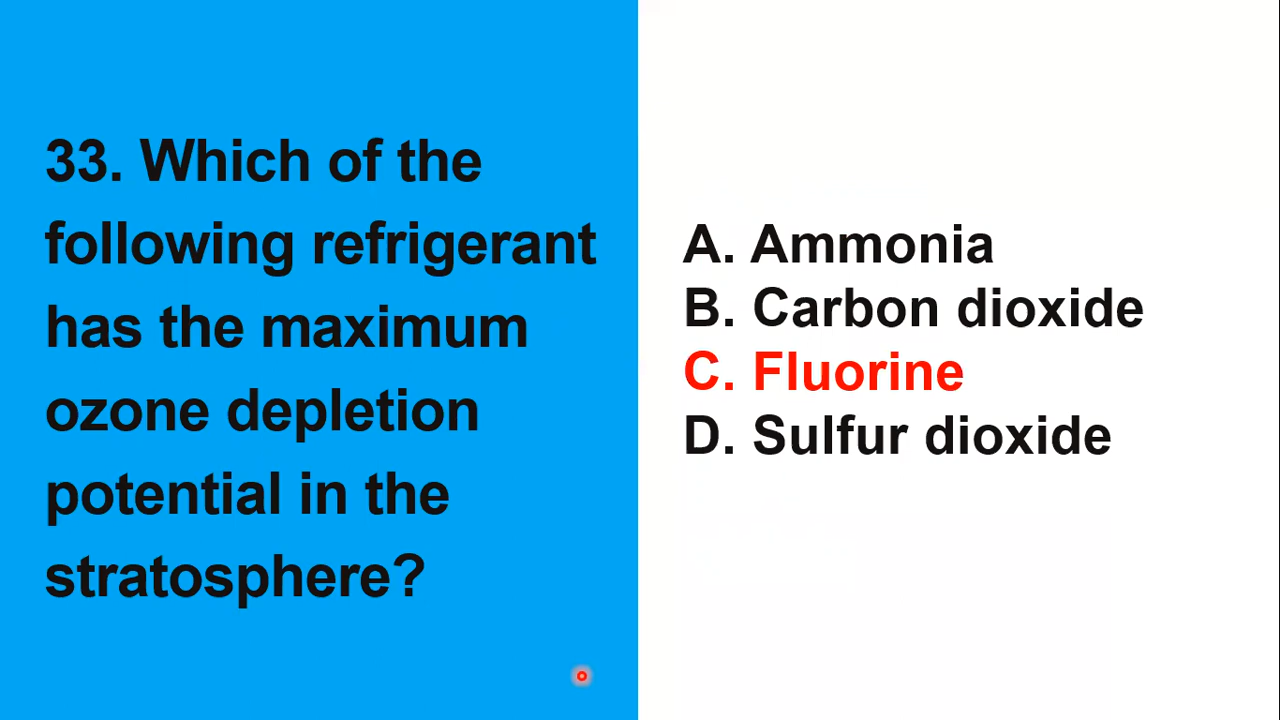 33. Which of the
following refrigerant
has the maximum
ozone depletion
potential in the
stratosphere?
A. Ammonia
B. Carbon dioxide
C. Fluorine
D. Sulfur dioxide